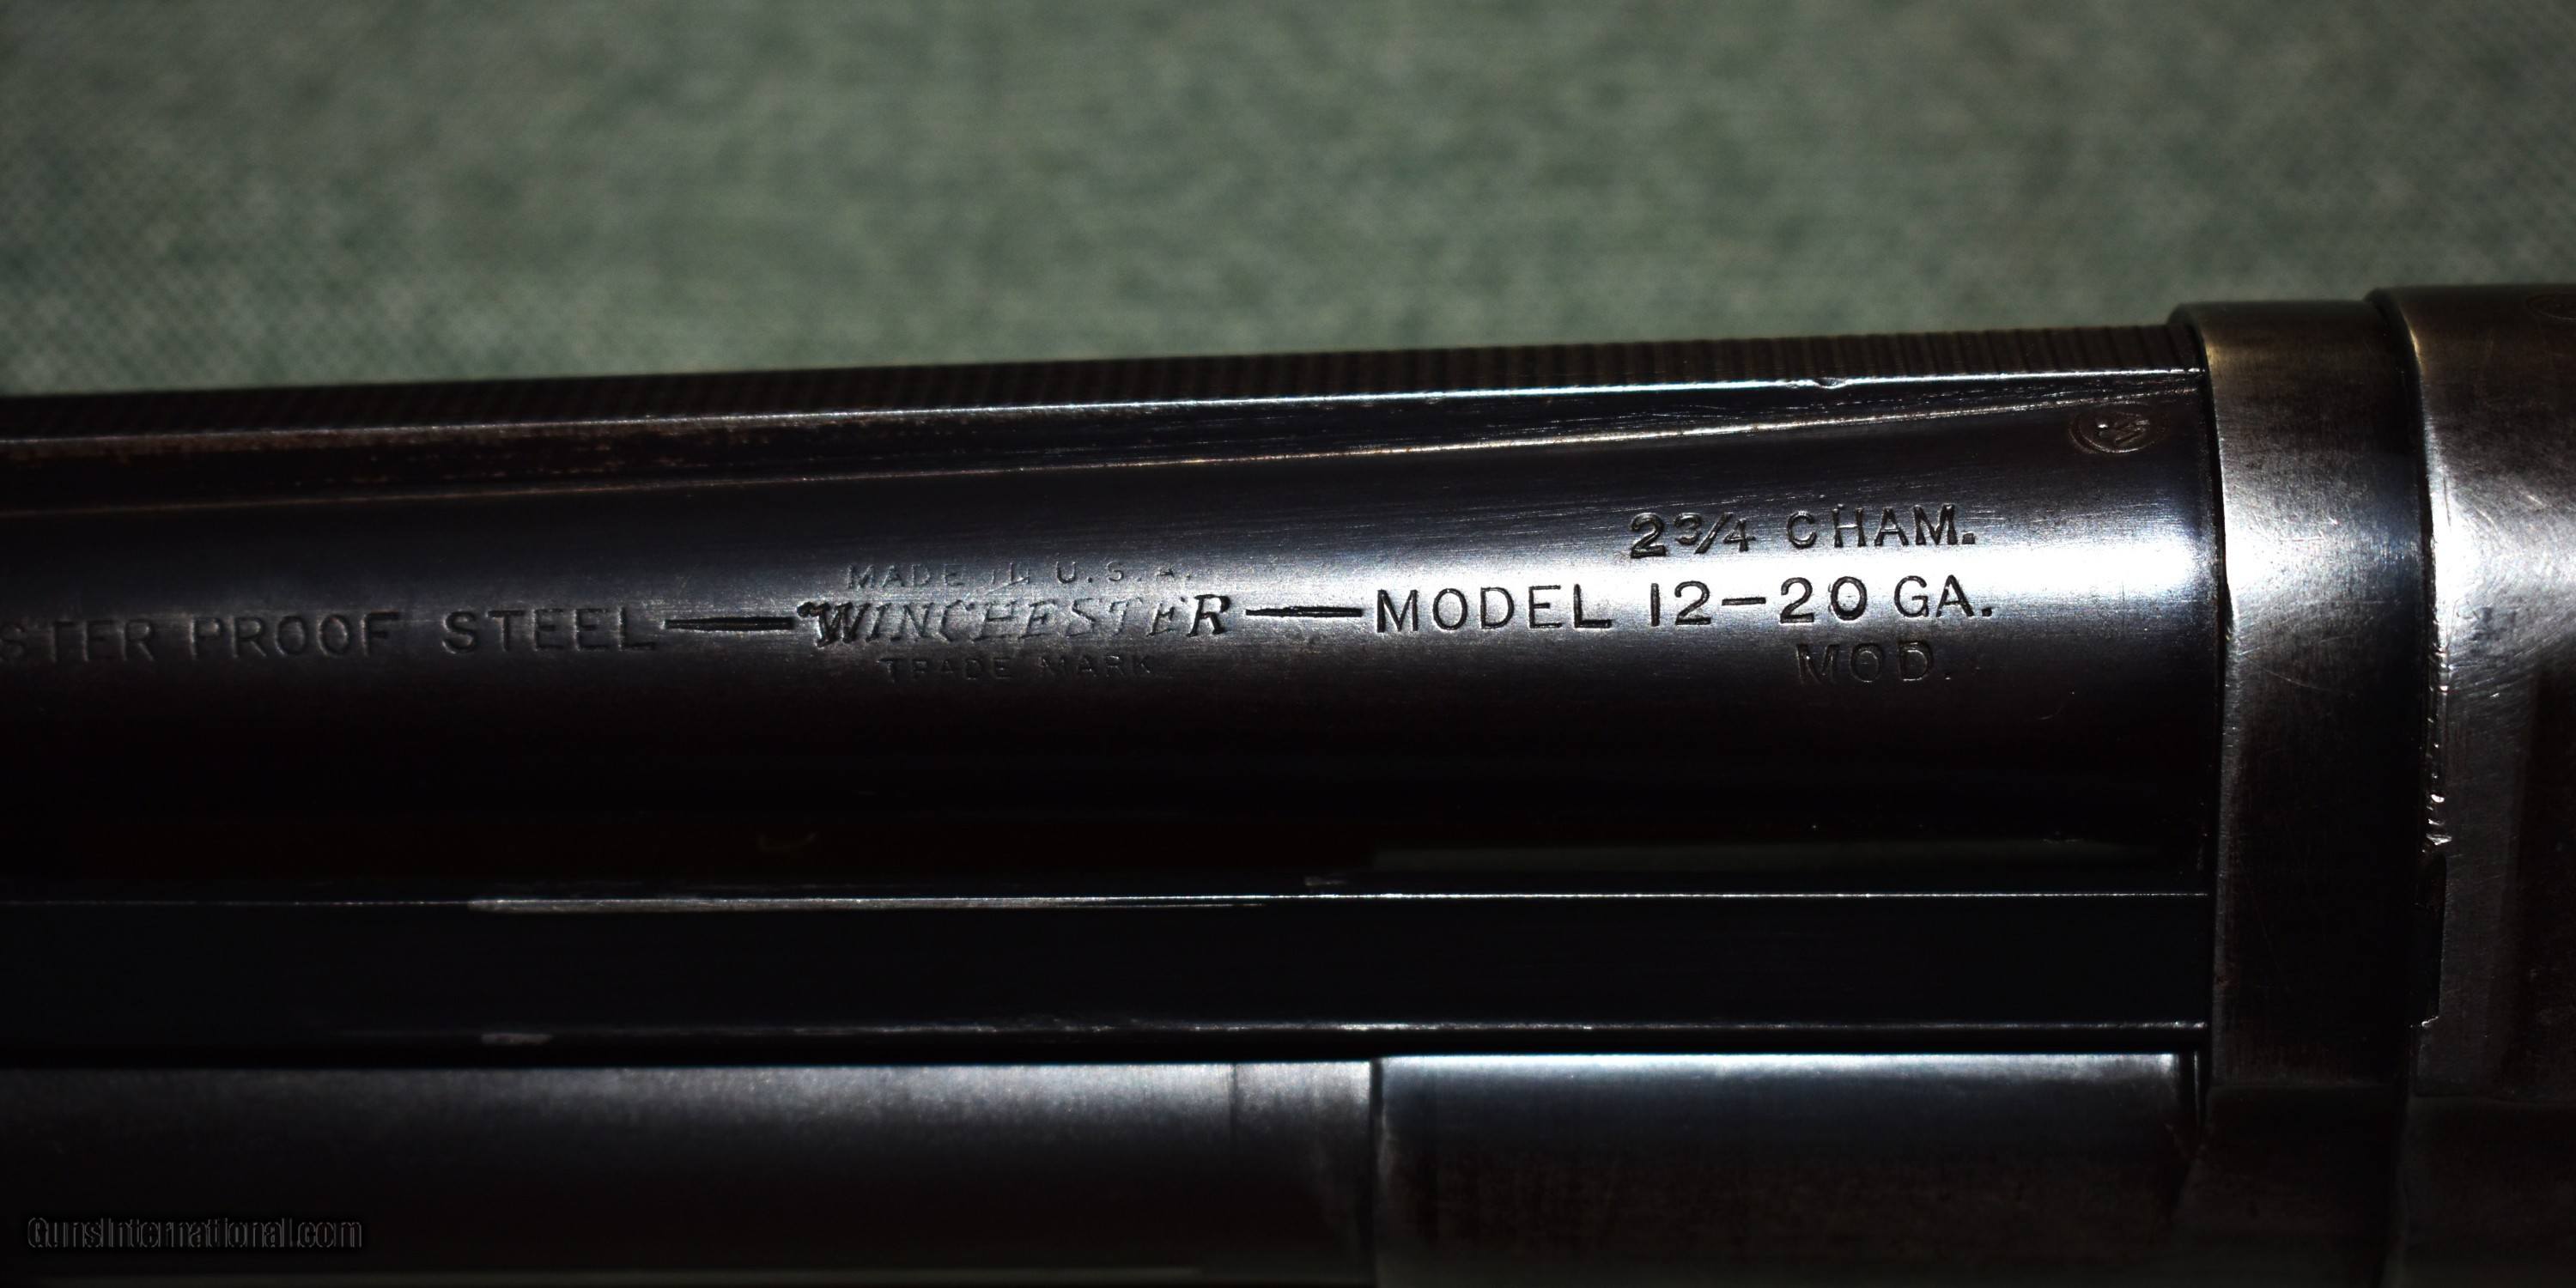 2¾ CHAM.
MADE IN U.S.A.
STER PROOF STEEL—WINCHESTER—MODEL 12–20 GA.
TRADE MARK
MOD.
GunsInternational.com